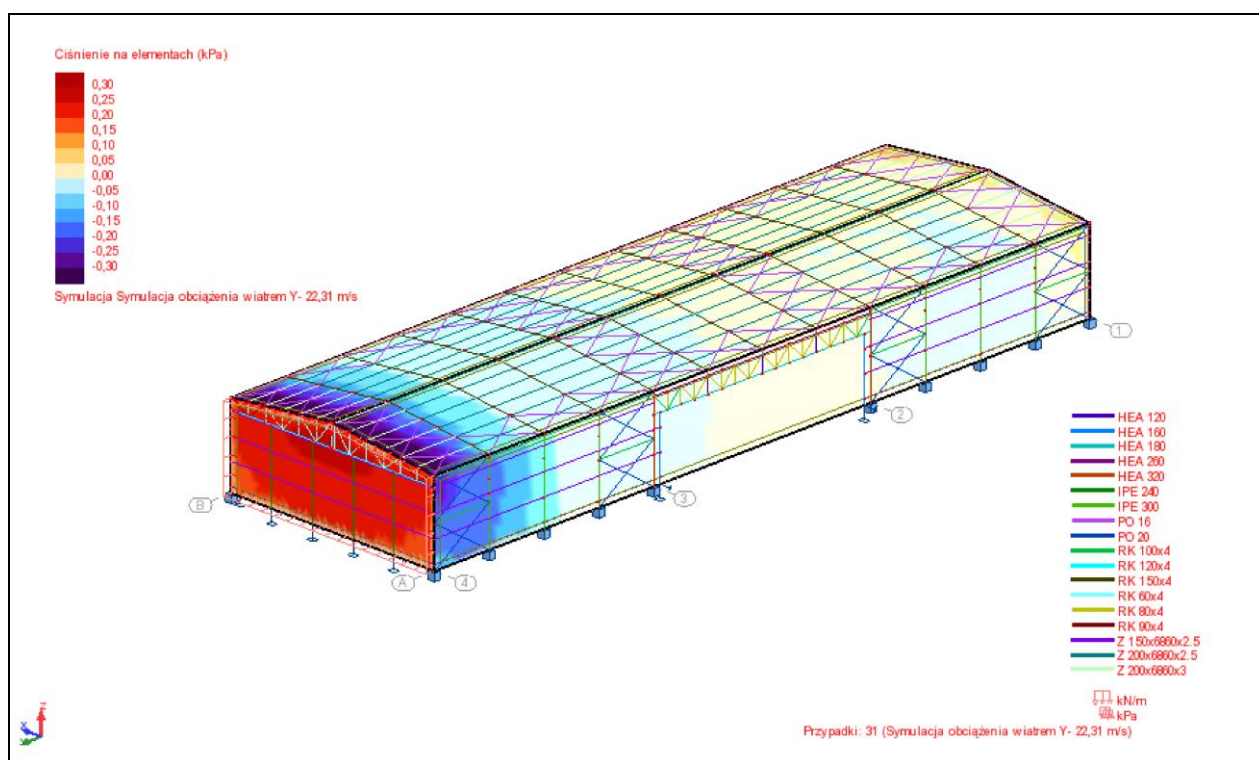 Ciśnienie na elementach (kPa)
0,30
0,25
0,20
0,15
0,10
0,05
0,00
-0,05
-0,10
-0,15
-0,20
-0,25
-0,30
Symulacja Symulacja obciążenia wiatrem Y- 22,31 m/s
1
2
3
B
A
4
HEA 120
HEA 160
HEA 180
HEA 260
HEA 320
IPE 240
IPE 300
PO 16
PO 20
RK 100x4
RK 120x4
RK 150x4
RK 60x4
RK 80x4
RK 90x4
Z 150x6860x2.5
Z 200x6860x2.5
Z 200x6860x3
kN/m
kPa
Przypadki: 31 (Symulacja obciążenia wiatrem Y- 22,31 m/s)
Z
X
Y